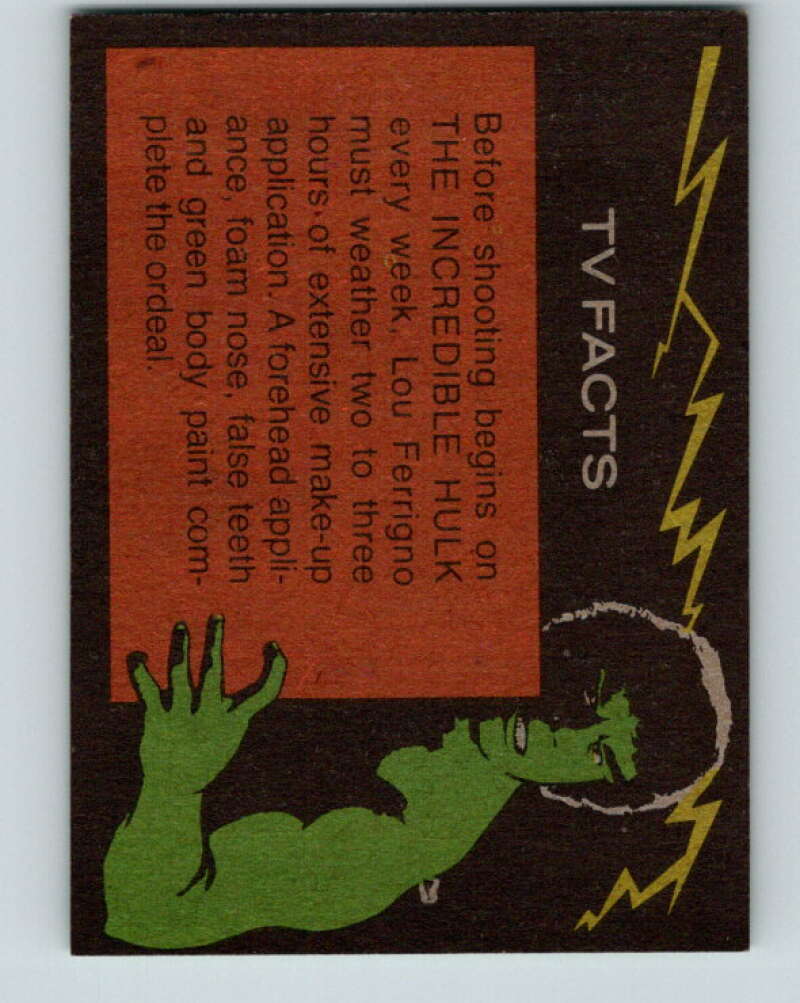 TV FACTS
Before shooting begins on
THE INCREDIBLE HULK
every week, Lou Ferrigno
must weather two to three
hours of extensive make-up
application. A forehead appli-
ance, foam nose, false teeth
and green body paint com-
plete the ordeal.